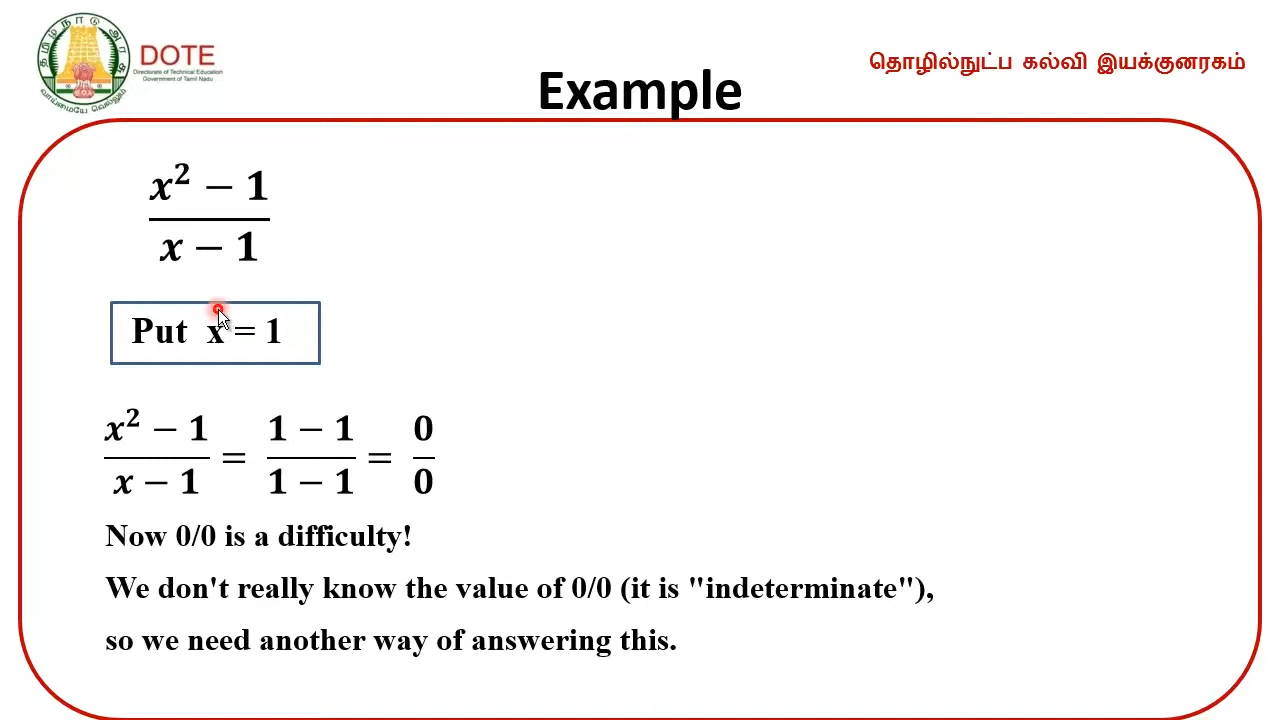 தமிழ்நாடு அரசு
வாய்மையே வெல்லும்
DOTE
Directorate of Technical Education
Government of Tamil Nadu
தொழில்நுட்ப கல்வி இயக்குனரகம்
Example
x² − 1
x − 1
Put x = 1
x² − 1 / x − 1 = 1 − 1 / 1 − 1 = 0 / 0
Now 0/0 is a difficulty!
We don't really know the value of 0/0 (it is "indeterminate"),
so we need another way of answering this.